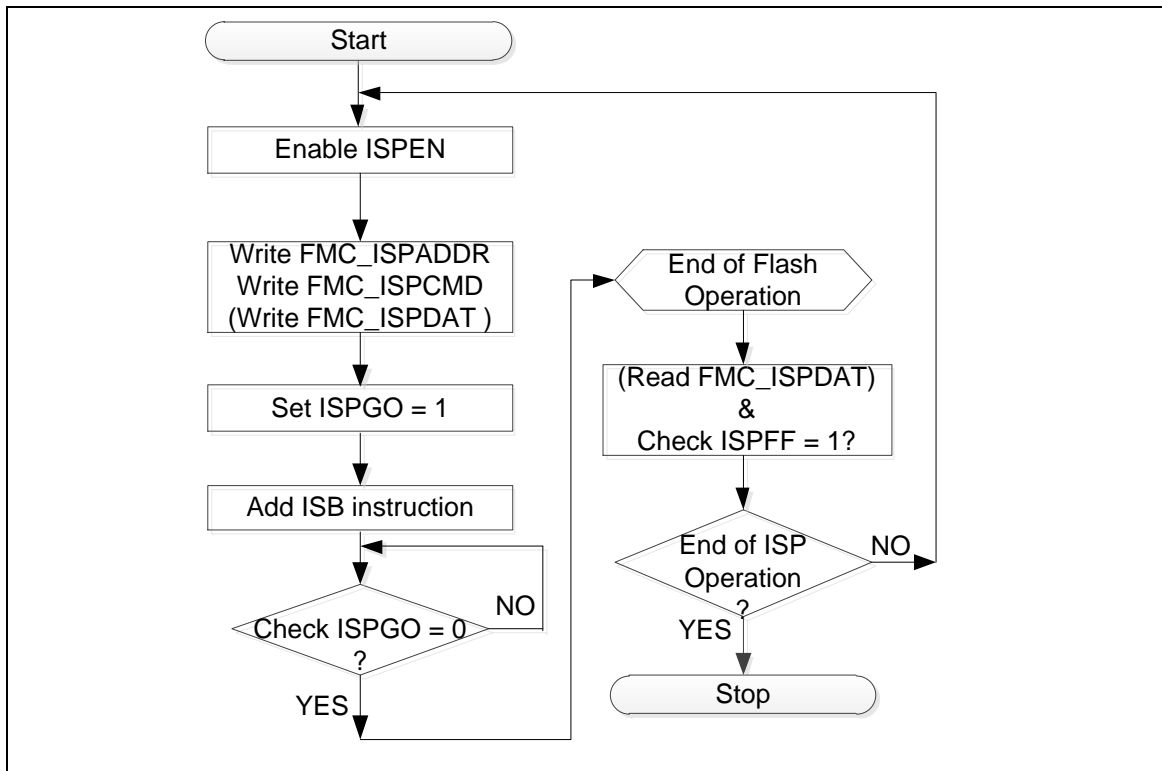 Start
Enable ISPEN
Write FMC_ISPADDR
Write FMC_ISPCMD
(Write FMC_ISPDAT )
Set ISPGO = 1
Add ISB instruction
NO
Check ISPGO = 0
?
YES
End of Flash
Operation
(Read FMC_ISPDAT)
&
Check ISPFF = 1?
End of ISP
Operation
?
NO
YES
Stop